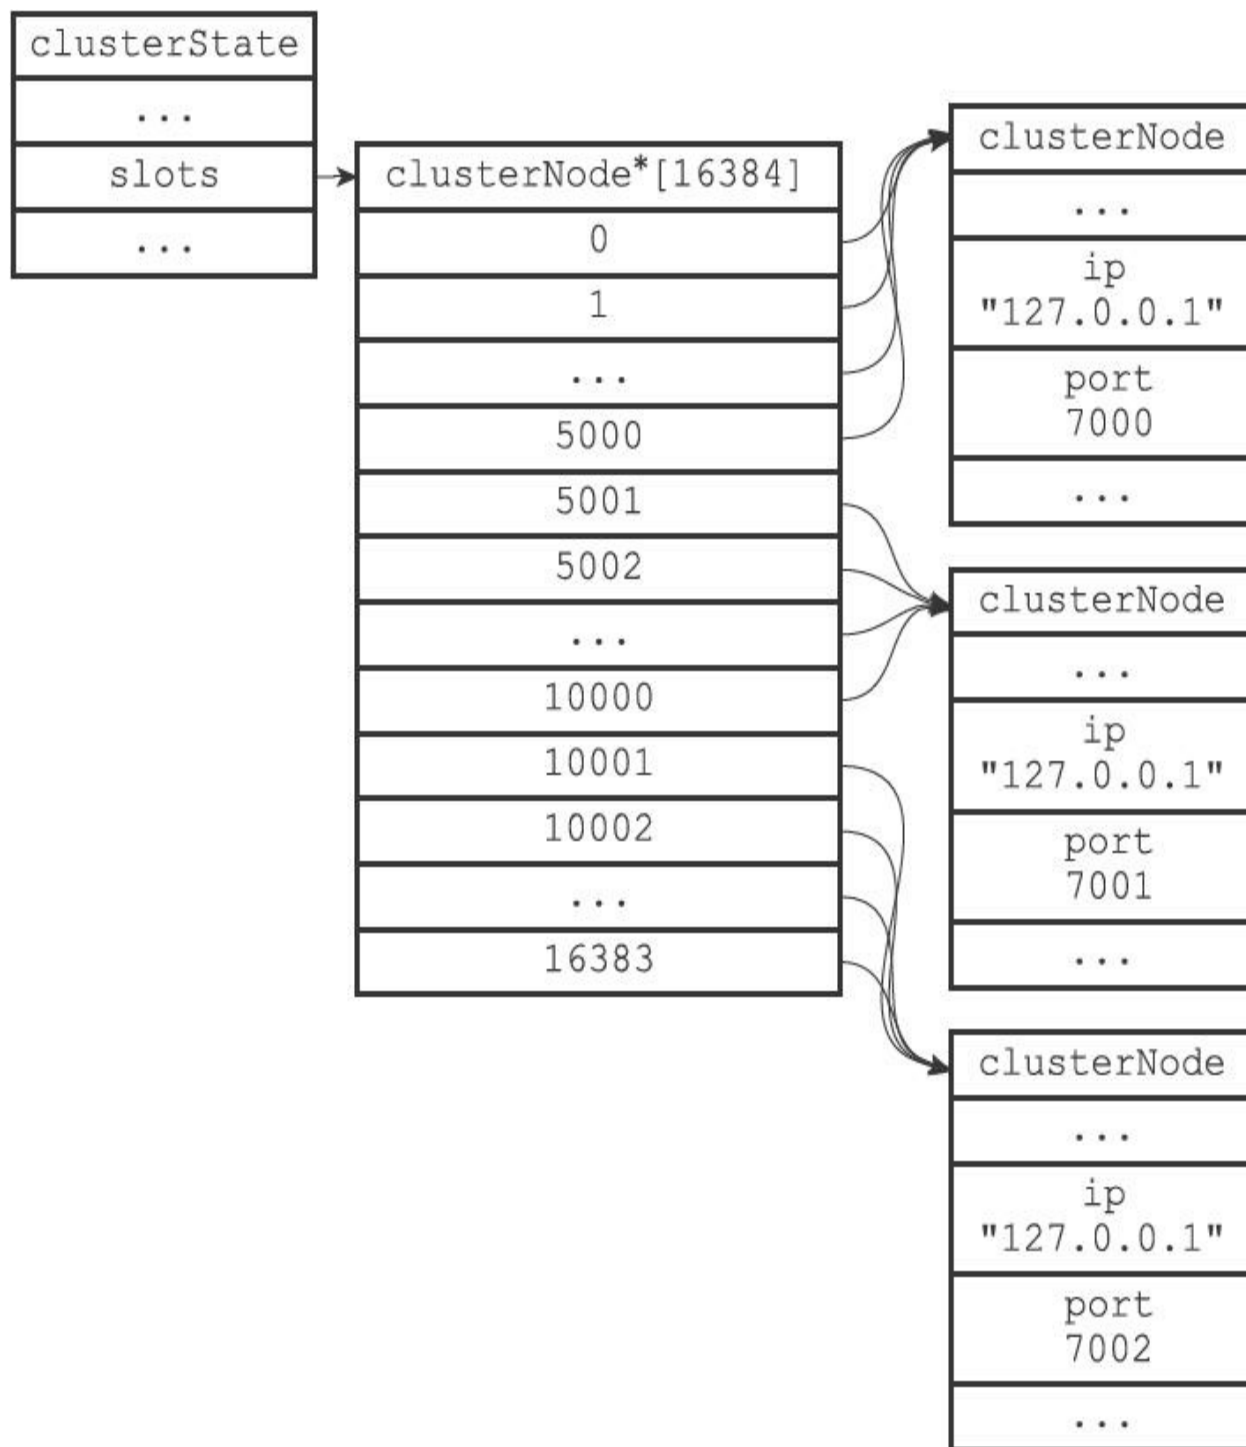 clusterState
...
slots
...
clusterNode*[16384]
0
1
...
5000
5001
5002
...
10000
10001
10002
...
16383
clusterNode
...
ip
"127.0.0.1"
port
7000
...
clusterNode
...
ip
"127.0.0.1"
port
7001
...
clusterNode
...
ip
"127.0.0.1"
port
7002
...